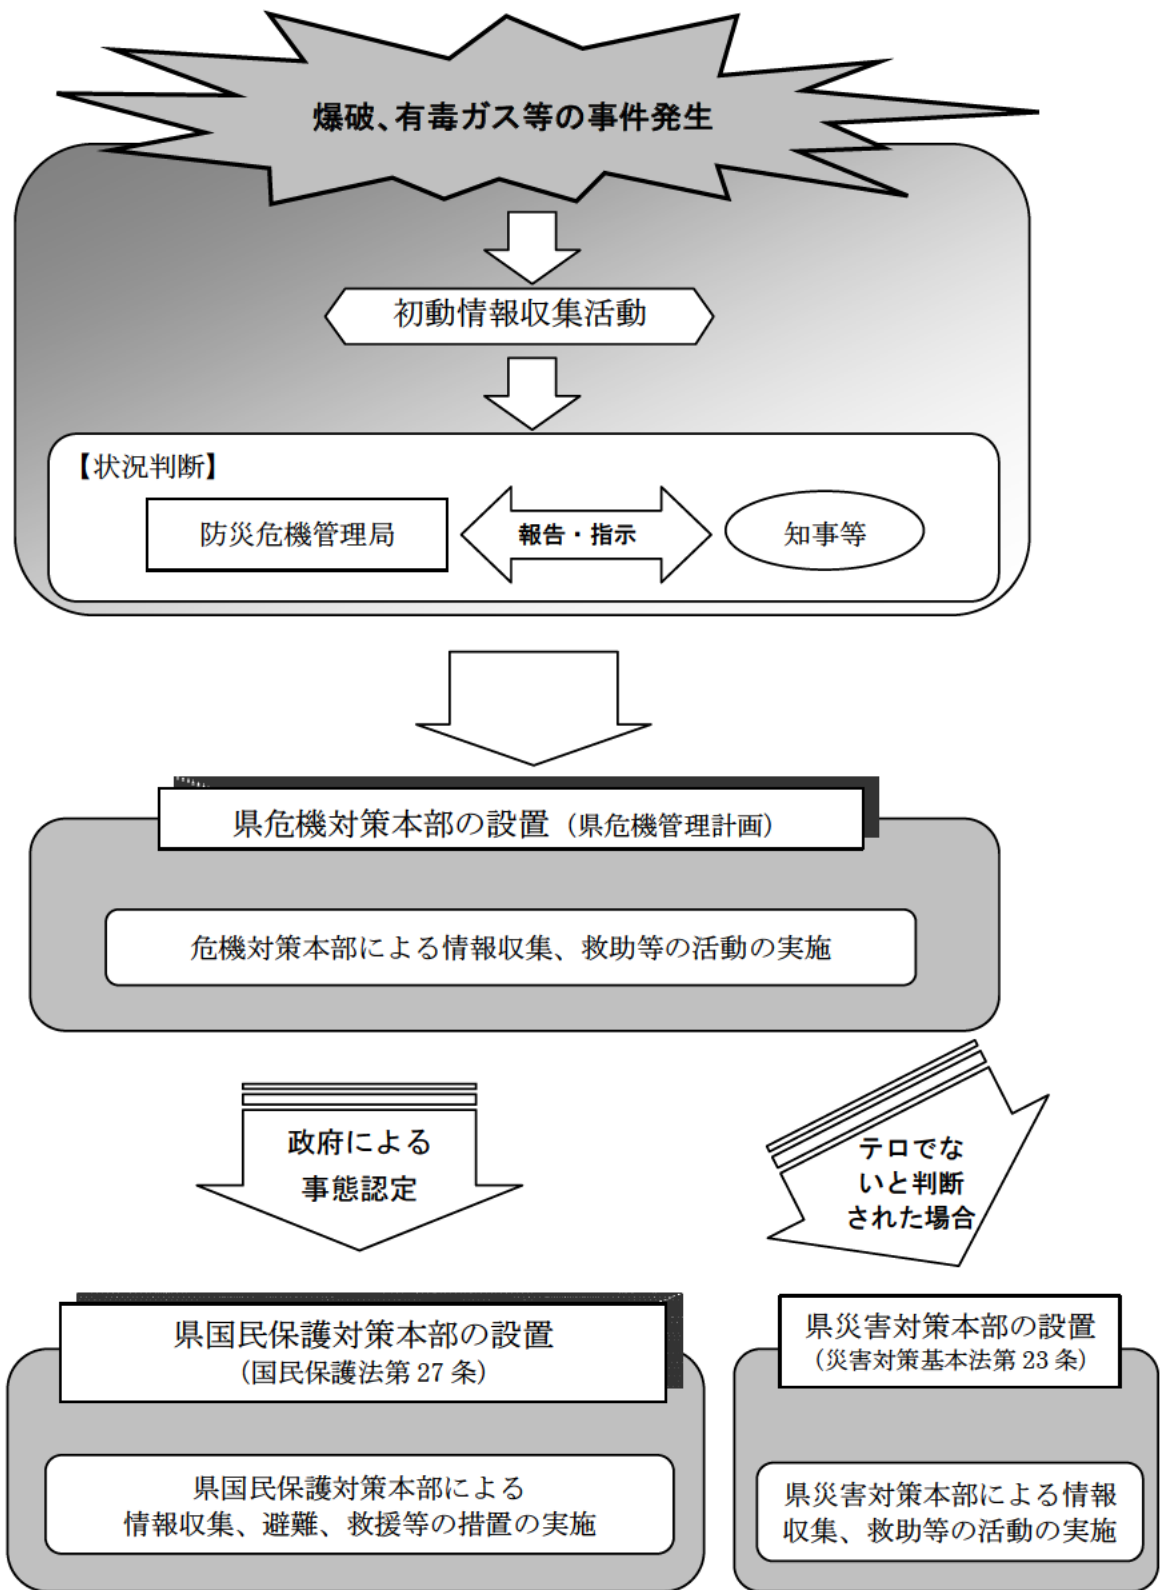 爆破、有毒ガス等の事件発生
初動情報収集活動
【状況判断】
防災危機管理局
報告・指示
知事等
県危機対策本部の設置（県危機管理計画）
危機対策本部による情報収集、救助等の活動の実施
政府による
事態認定
テロでな
いと判断
された場合
県国民保護対策本部の設置
（国民保護法第 27 条）
県国民保護対策本部による
情報収集、避難、救援等の措置の実施
県災害対策本部の設置
（災害対策基本法第 23 条）
県災害対策本部による情報
収集、救助等の活動の実施